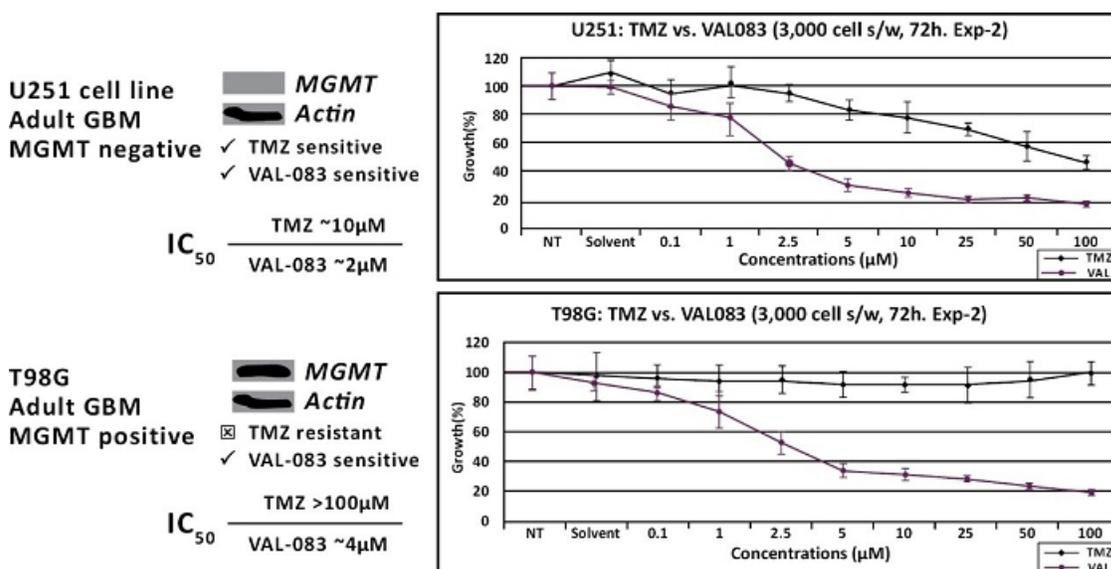 U251 cell line
Adult GBM
MGMT negative
MGMT
Actin
✓ TMZ sensitive
✓ VAL-083 sensitive
IC50
TMZ ~10µM
VAL-083 ~2µM
U251: TMZ vs. VAL083 (3,000 cell s/w, 72h. Exp-2)
Growth(%)
120
100
80
60
40
20
0
NT Solvent 0.1 1 2.5 5 10 25 50 100
Concentrations (µM)
TMZ
VAL
T98G
Adult GBM
MGMT positive
MGMT
Actin
☒ TMZ resistant
✓ VAL-083 sensitive
IC50
TMZ >100µM
VAL-083 ~4µM
T98G: TMZ vs. VAL083 (3,000 cell s/w, 72h. Exp-2)
Growth(%)
120
100
80
60
40
20
0
NT Solvent 0.1 1 2.5 5 10 25 50 100
Concentrations (µM)
TMZ
VAL